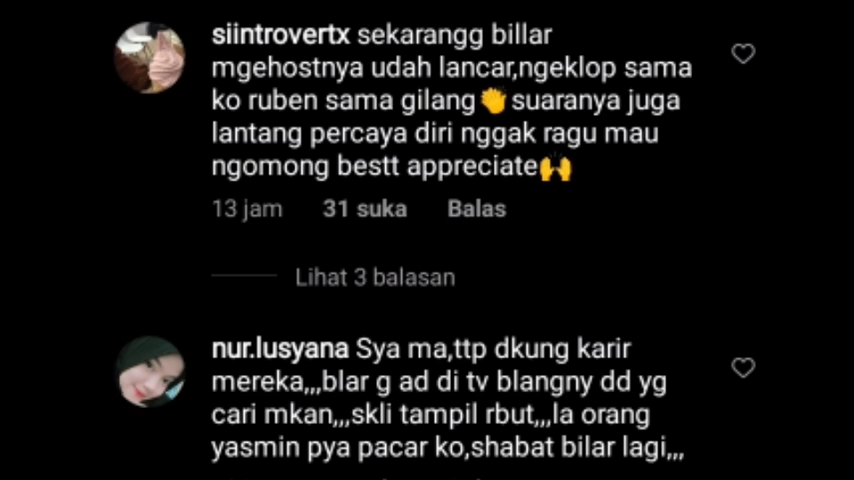 siintrovertx sekarangg billar
mgehostnya udah lancar,ngeklop sama
ko ruben sama gilang👏suaranya juga
lantang percaya diri nggak ragu mau
ngomong bestt appreciate🙌
13 jam 31 suka Balas
Lihat 3 balasan
nur.lusyana Sya ma,ttp dkung karir
mereka,,,blar g ad di tv blangny dd yg
cari mkan,,,skli tampil rbut,,,la orang
yasmin pya pacar ko,shabat bilar lagi,,,